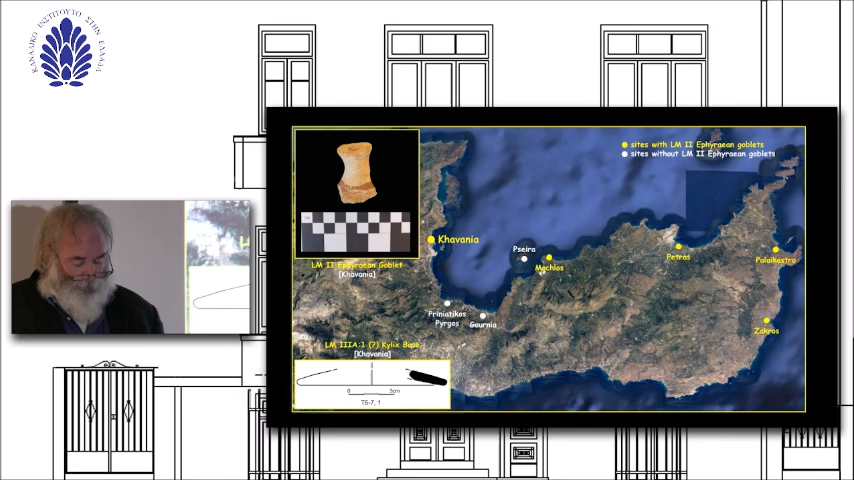 ΚΑΝΑΔΙΚΟ ΙΝΣΤΙΤΟΥΤΟ ΣΤΗΝ ΕΛΛΑΔΑ
sites with LM II Ephyraean goblets
sites without LM II Ephyraean goblets
Khavania
LM II Ephyraean Goblet
[Khavania]
Pseira
Mochlos
Petras
Palaikastro
Priniatikos
Pyrgos
Gournia
Zakros
LM IIIA:1 (?) Kylix Base
[Khavania]
0 5cm
T5-7, 1